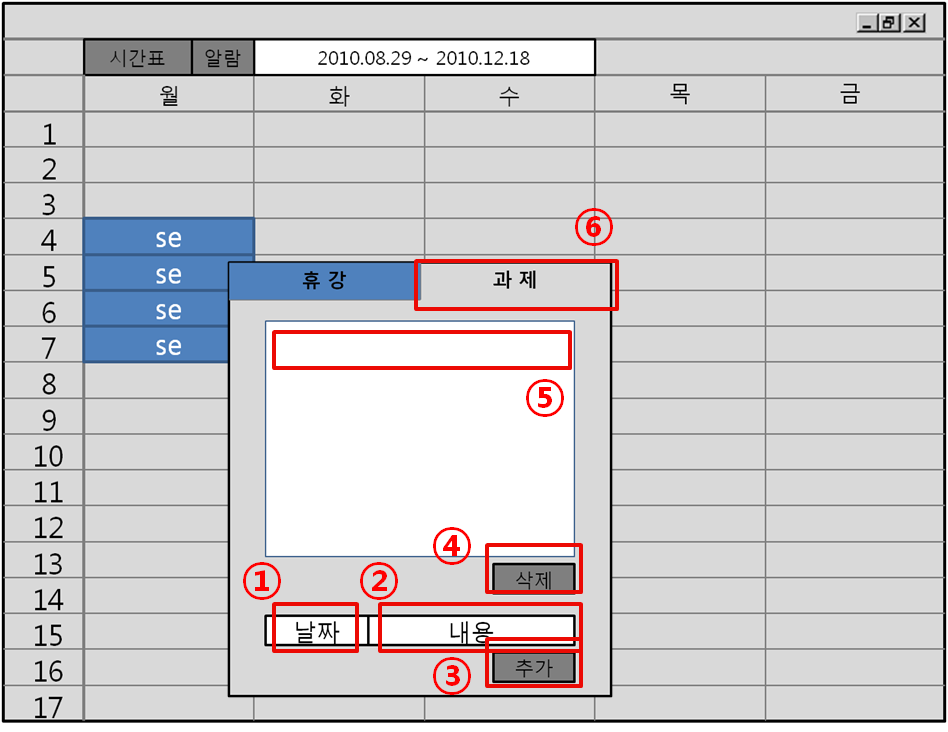 시간표 알람 2010.08.29 ~ 2010.12.18
월 화 수 목 금
1
2
3
⑥
4 se
5 se
휴 강 과 제
6 se
7 se
8
⑤
9
10
11
12
④
13
삭제
① ②
14
15
날짜 내용
16
③ 추가
17